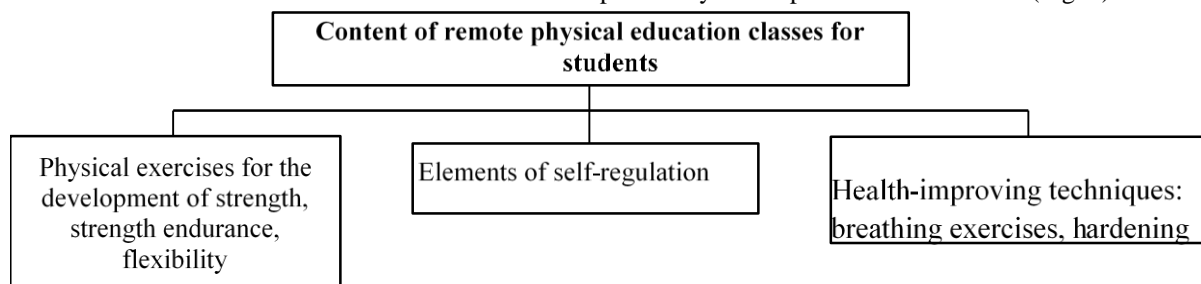 Content of remote physical education classes for
students
Physical exercises for the
development of strength,
strength endurance,
flexibility
Elements of self-regulation
Health-improving techniques:
breathing exercises, hardening